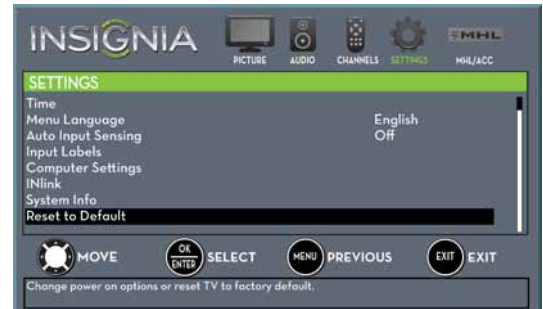 INSIGNIA
MHL
PICTURE AUDIO CHANNELS SETTINGS MHL/ACC
SETTINGS
Time
Menu Language English
Auto Input Sensing Off
Input Labels
Computer Settings
INlink
System Info
Reset to Default
MOVE OK ENTER SELECT MENU PREVIOUS EXIT EXIT
Change power on options or reset TV to factory default.